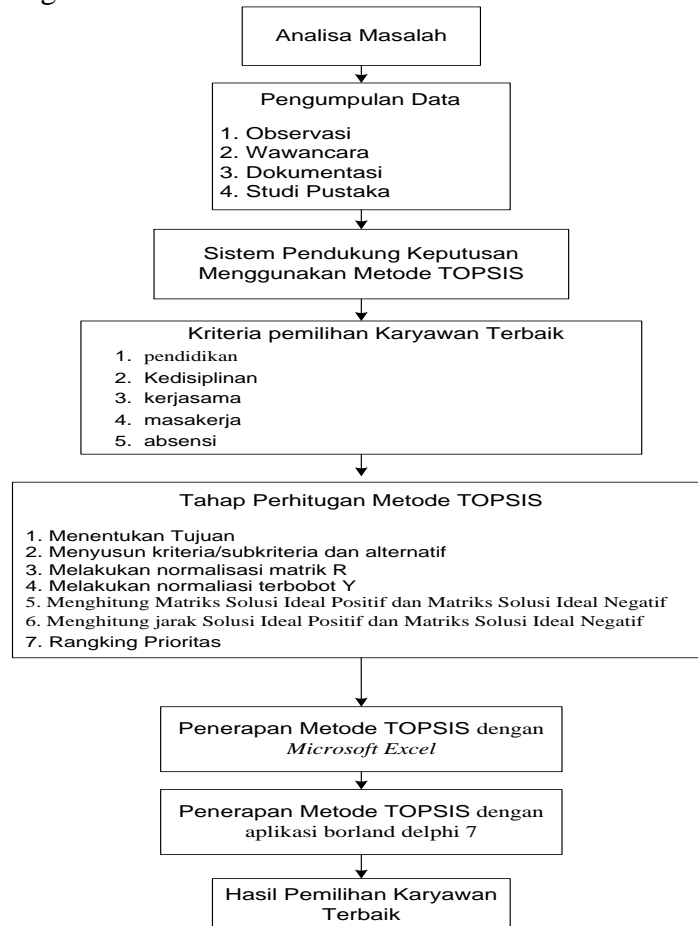 Analisa Masalah
Pengumpulan Data
1. Observasi
2. Wawancara
3. Dokumentasi
4. Studi Pustaka
Sistem Pendukung Keputusan
Menggunakan Metode TOPSIS
Kriteria pemilihan Karyawan Terbaik
1. pendidikan
2. Kedisiplinan
3. kerjasama
4. masakerja
5. absensi
Tahap Perhitugan Metode TOPSIS
1. Menentukan Tujuan
2. Menyusun kriteria/subkriteria dan alternatif
3. Melakukan normalisasi matrik R
4. Melakukan normaliasi terbobot Y
5. Menghitung Matriks Solusi Ideal Positif dan Matriks Solusi Ideal Negatif
6. Menghitung jarak Solusi Ideal Positif dan Matriks Solusi Ideal Negatif
7. Rangking Prioritas
Penerapan Metode TOPSIS dengan
Microsoft Excel
Penerapan Metode TOPSIS dengan
aplikasi borland delphi 7
Hasil Pemilihan Karyawan
Terbaik